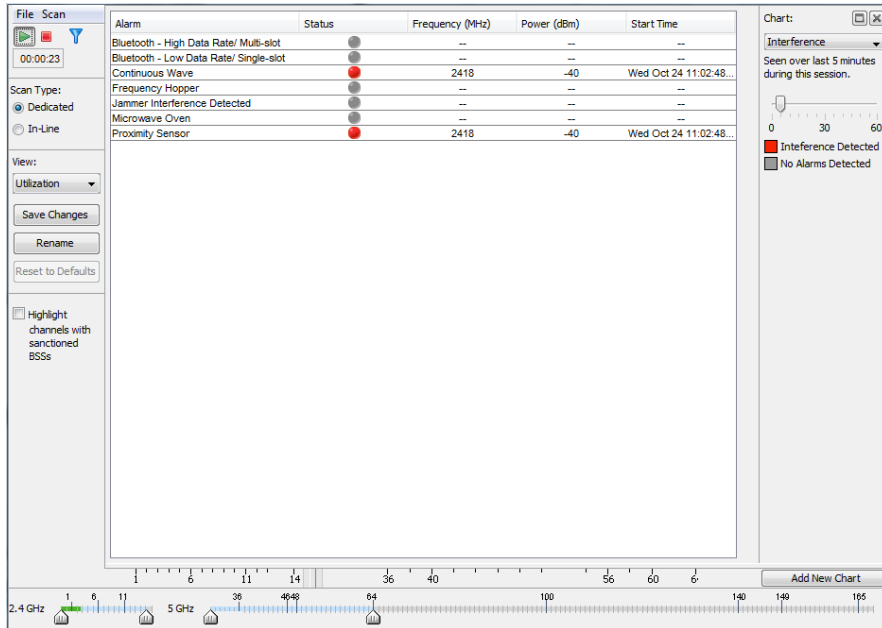 File Scan
00:00:23
Scan Type:
Dedicated
In-Line
View:
Utilization
Save Changes
Rename
Reset to Defaults
Highlight
channels with
sanctioned
BSSs
Alarm Status Frequency (MHz) Power (dBm) Start Time
Bluetooth - High Data Rate/ Multi-slot -- -- --
Bluetooth - Low Data Rate/ Single-slot -- -- --
Continuous Wave 2418 -40 Wed Oct 24 11:02:48...
Frequency Hopper -- -- --
Jammer Interference Detected -- -- --
Microwave Oven -- -- --
Proximity Sensor 2418 -40 Wed Oct 24 11:02:48...
Chart:
Interference
Seen over last 5 minutes
during this session.
0 30 60
Inteference Detected
No Alarms Detected
1 6 11 14 36 40 56 60 6
Add New Chart
2.4 GHz 1 6 11 5 GHz 36 4648 64 100 140 149 165